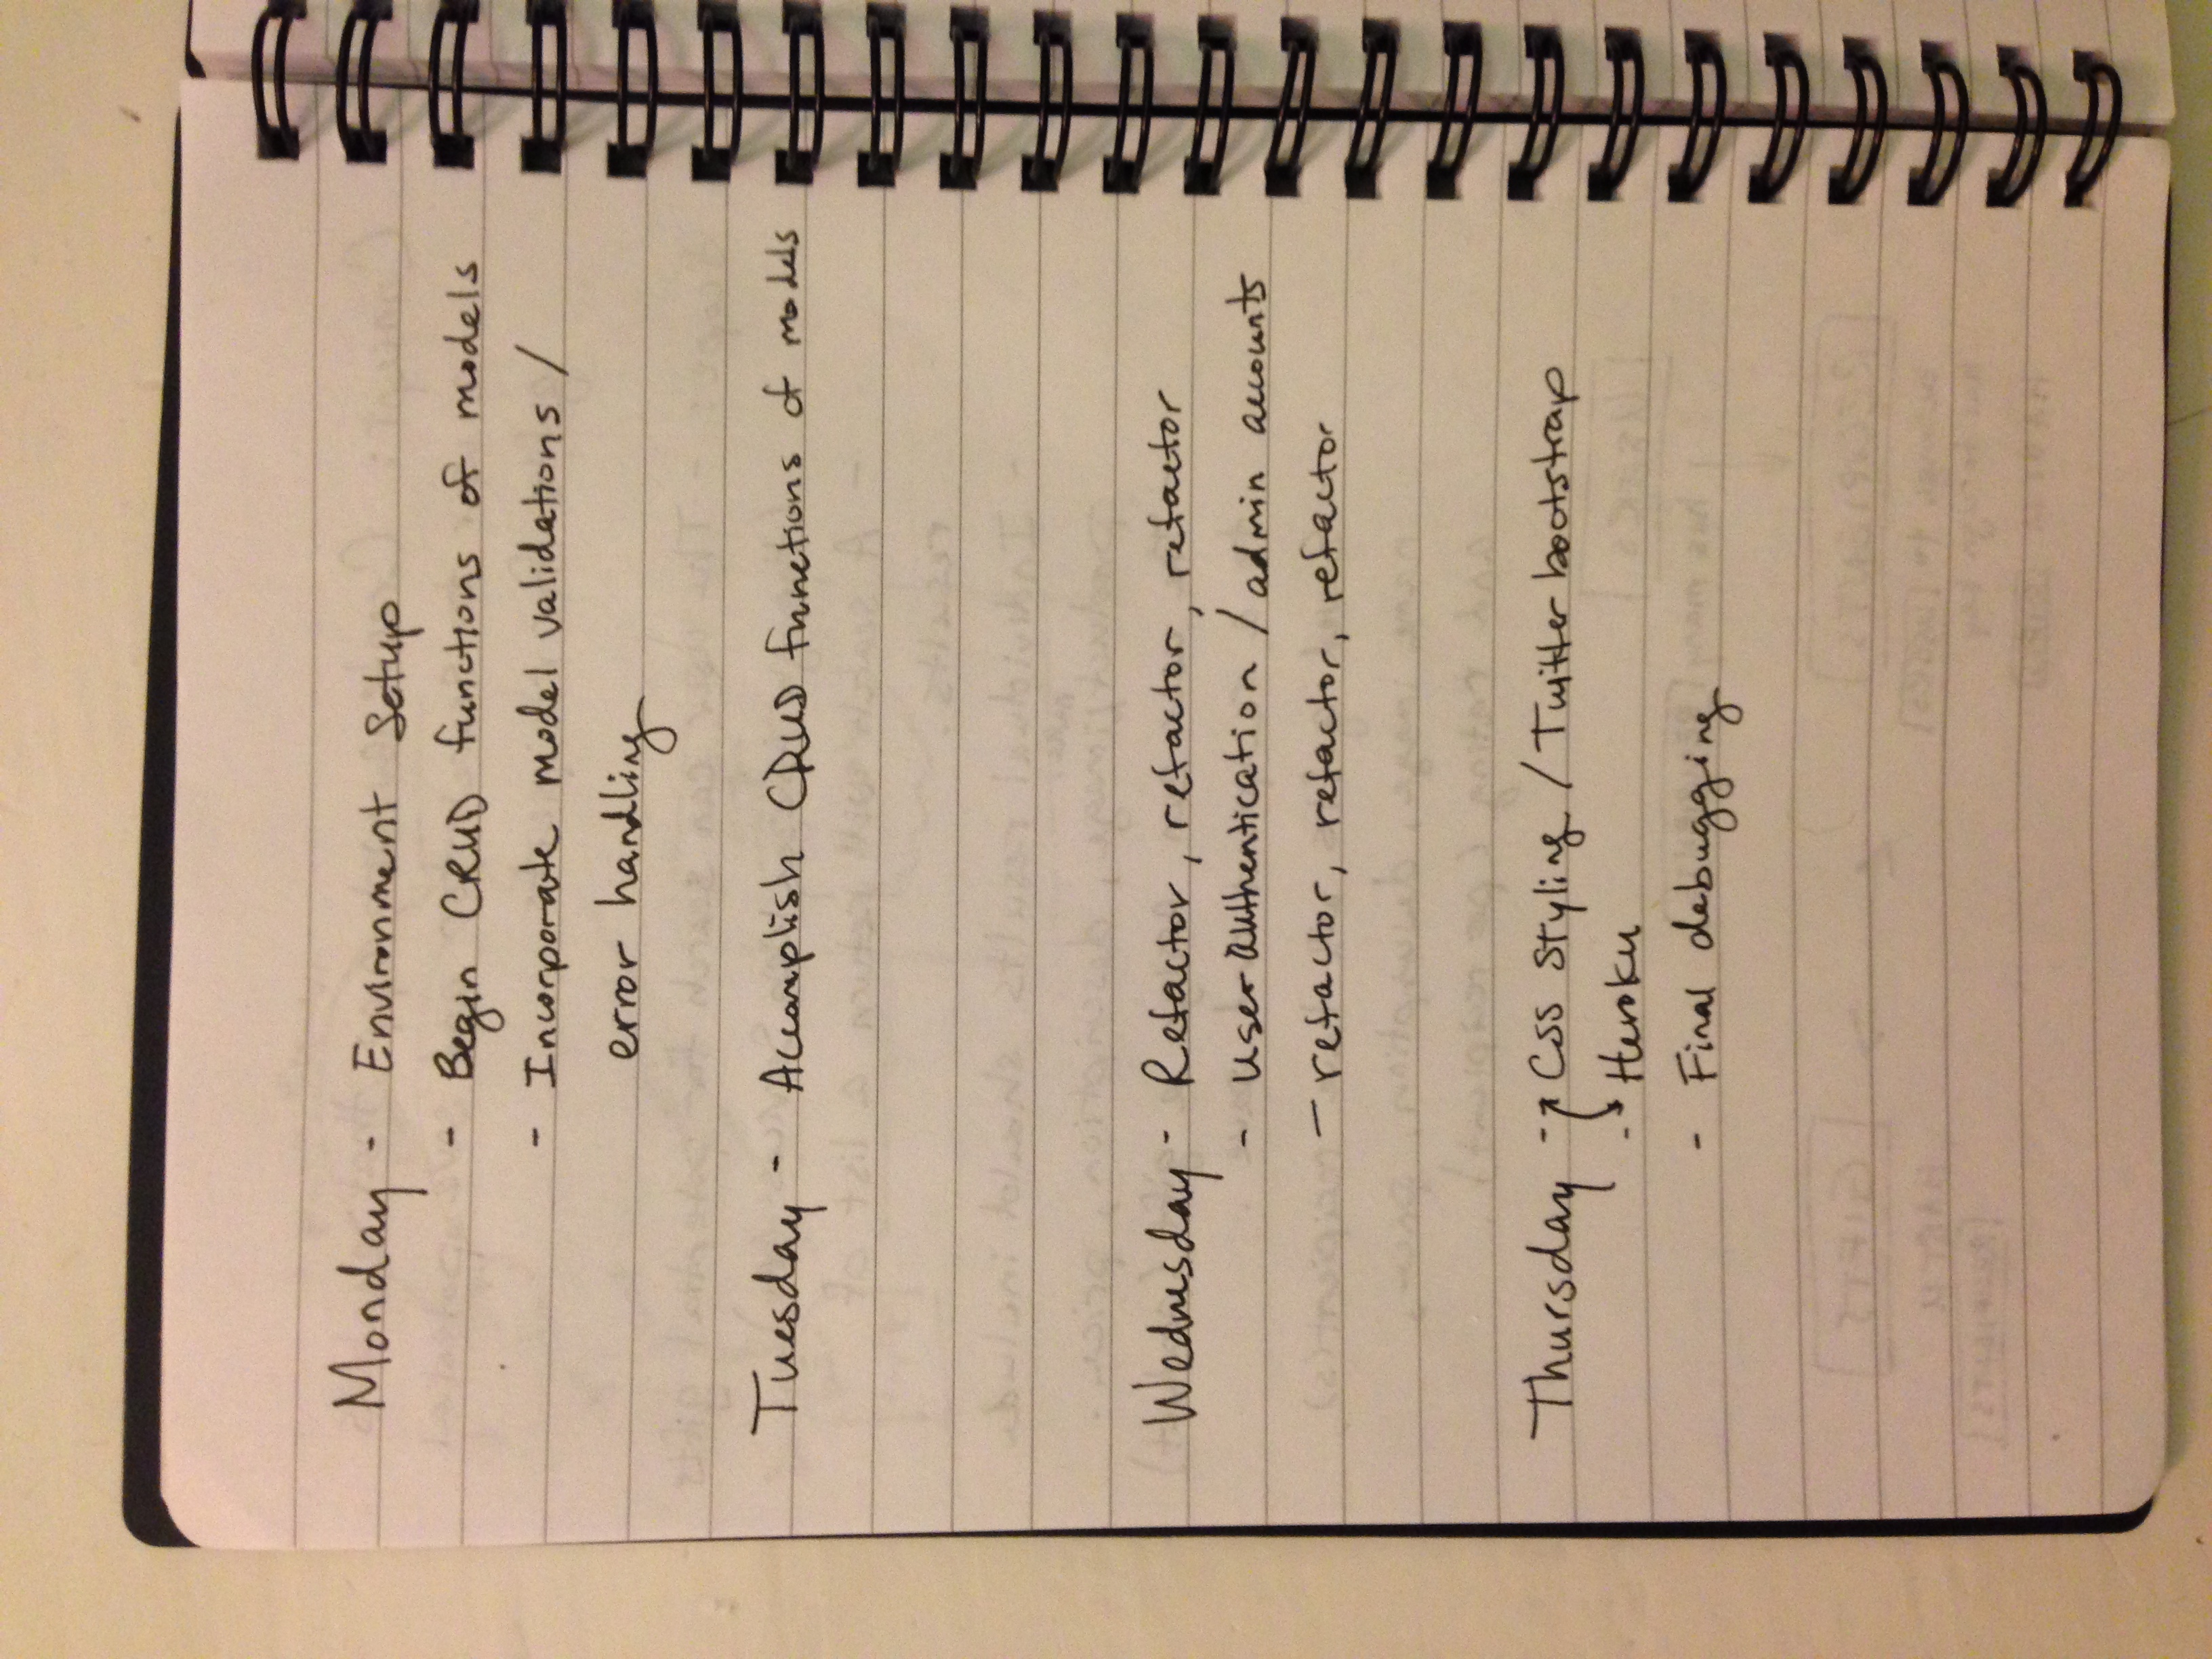 Monday - Environment Setup
- Begin CRUD functions of models
- Incorporate model validations /
error handling
Tuesday - Accomplish CRUD functions of models
Wednesday - Refactor, refactor, refactor
- User authentication / admin accounts
- refactor, refactor, refactor
Thursday - CSS Styling / Twitter bootstrap
- Heroku
- Final debugging